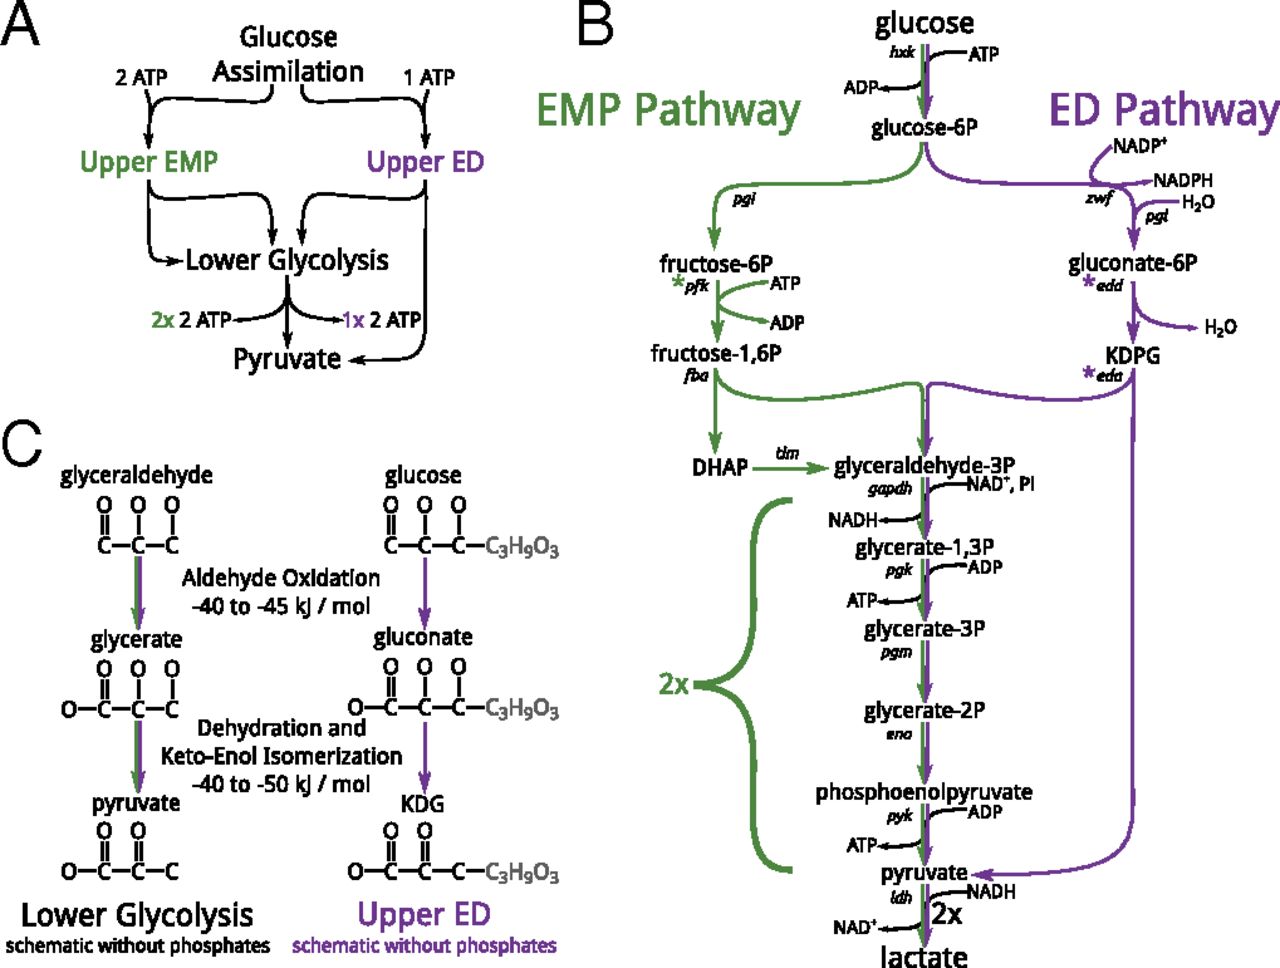 A
Glucose
Assimilation
2 ATP
1 ATP
Upper EMP
Upper ED
Lower Glycolysis
2x 2 ATP
1x 2 ATP
Pyruvate
B
glucose
hxk
ATP
ADP
EMP Pathway
ED Pathway
glucose-6P
NADP⁺
NADPH
zwf
H₂O
pgi
pgl
fructose-6P
*pfk
ATP
ADP
gluconate-6P
*edd
H₂O
fructose-1,6P
fba
KDPG
*eda
DHAP
tim
glyceraldehyde-3P
gapdh
NAD⁺, Pi
NADH
glycerate-1,3P
pgk
ADP
ATP
glycerate-3P
pgm
2x
glycerate-2P
eno
phosphoenolpyruvate
pyk
ADP
ATP
pyruvate
ldh
NADH
2x
NAD⁺
lactate
C
glyceraldehyde
glucose
O O O
O O O
C-C-C
C-C-C-C₃H₉O₃
Aldehyde Oxidation
-40 to -45 kJ / mol
glycerate
gluconate
O O O
O O O
O-C-C-C
O-C-C-C-C₃H₉O₃
Dehydration and
Keto-Enol Isomerization
-40 to -50 kJ / mol
pyruvate
KDG
O O
O O
O-C-C-C
O-C-C-C-C₃H₉O₃
Lower Glycolysis
Upper ED
schematic without phosphates
schematic without phosphates